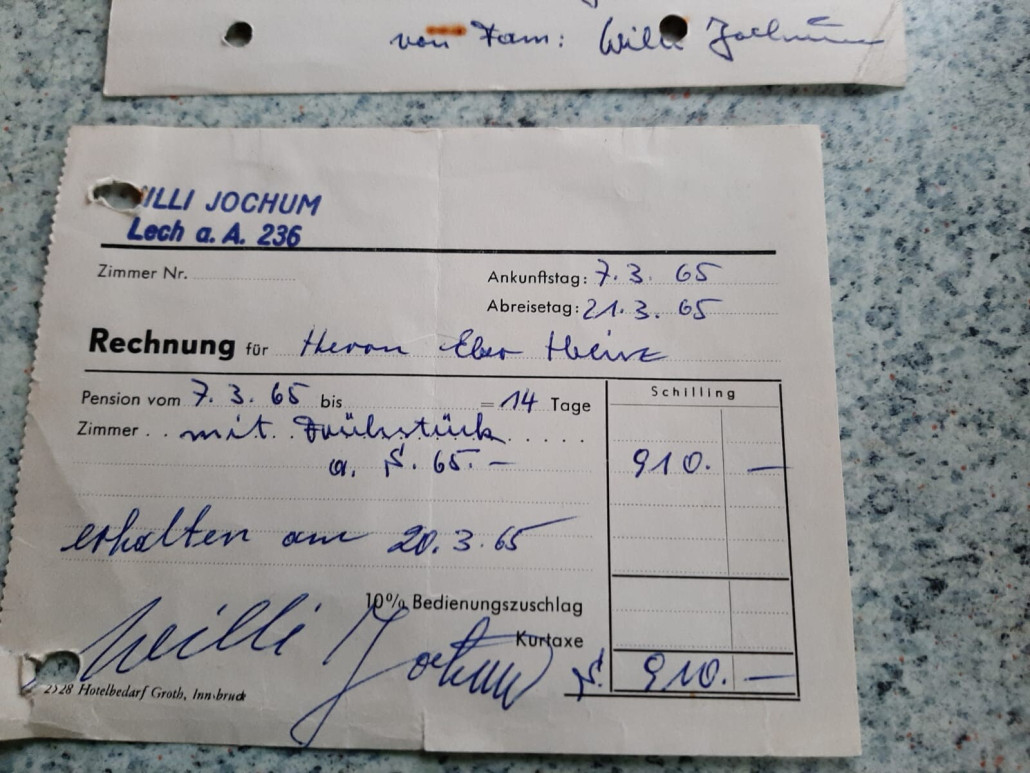 von Fam: Willi Jochum
WILLI JOCHUM
Lech a. A. 236
Zimmer Nr.
Ankunftstag: 7. 3. 65
Abreisetag: 21. 3. 65
Rechnung für Herrn Eber Heinz
Pension vom 7. 3. 65 bis = 14 Tage
Schilling
Zimmer mit Frühstück
a. S. 65.— 910. —
erhalten am 20. 3. 65
10% Bedienungszuschlag
Kurtaxe
Willi Jochum S. 910. —
2328 Hotelbedarf Groth, Innsbruck